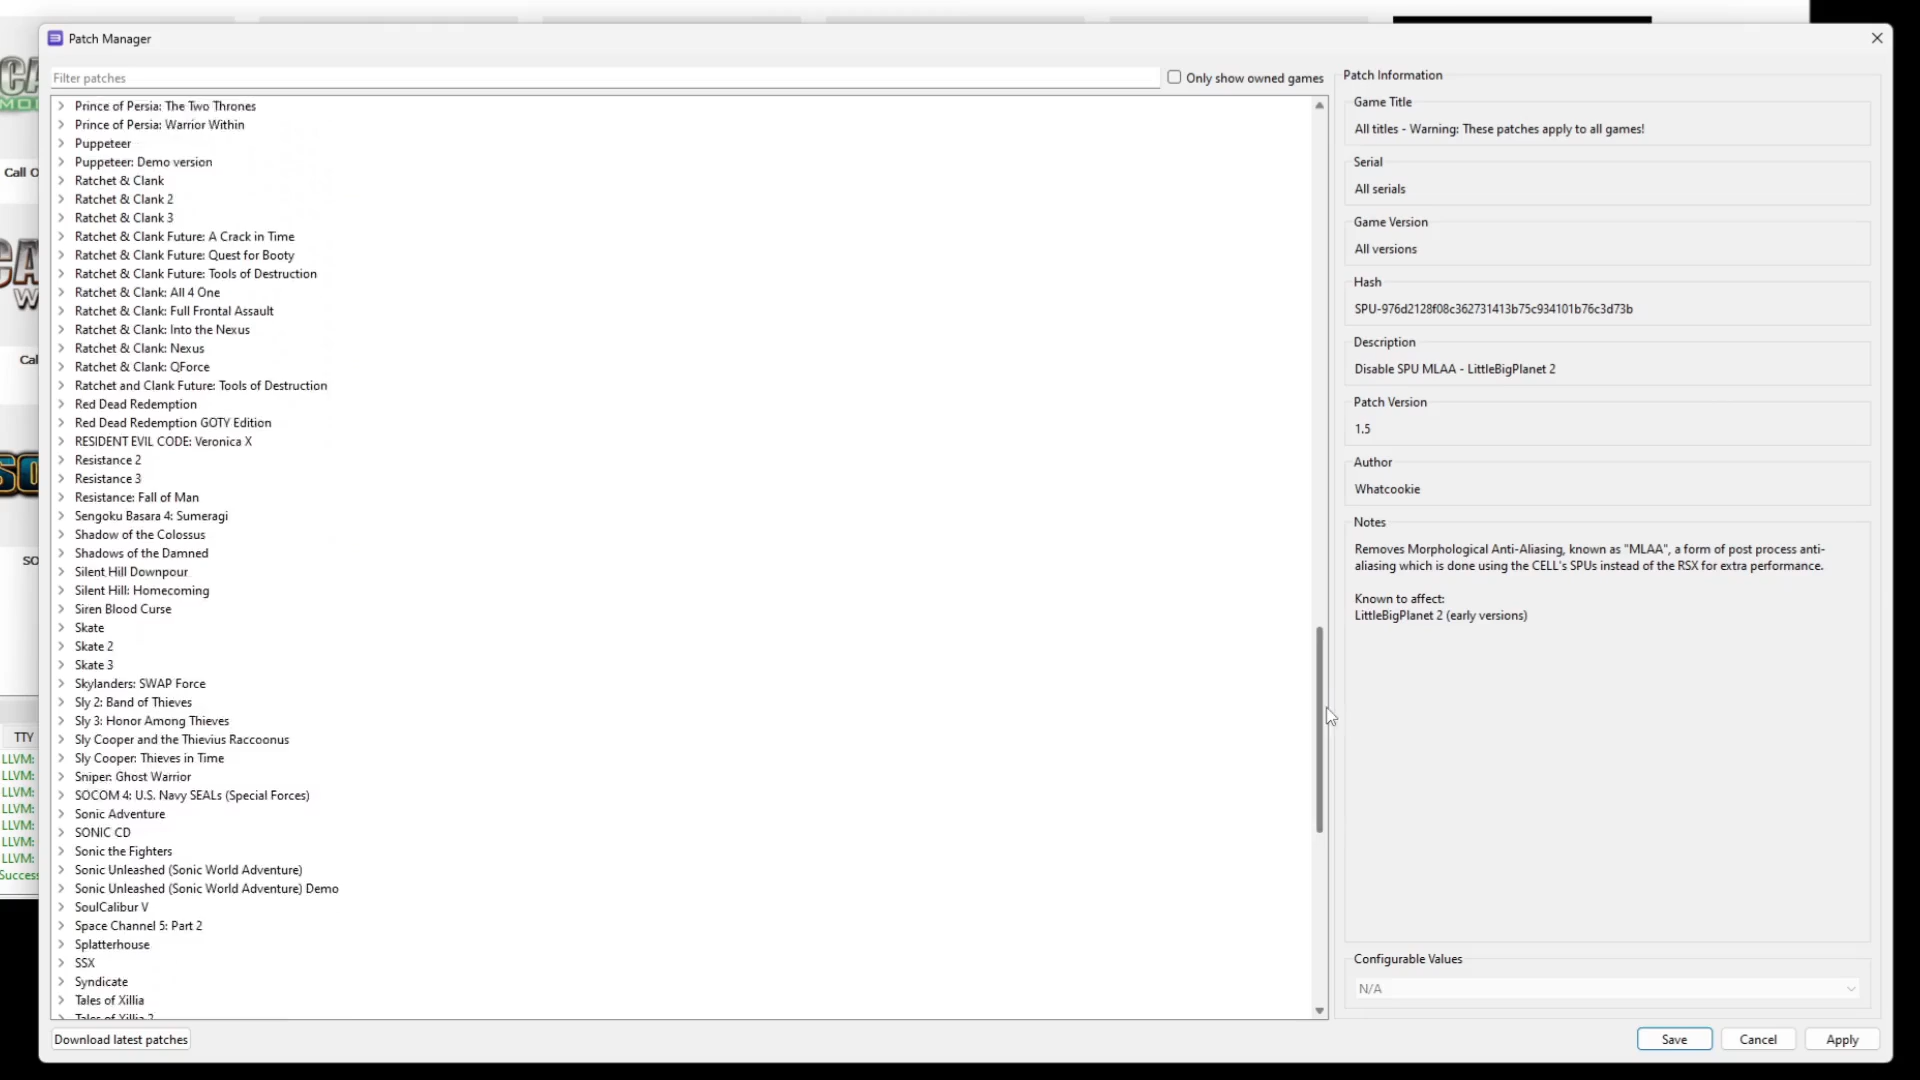 Patch Manager
Filter patches
Only show owned games
Prince of Persia: The Two Thrones
Prince of Persia: Warrior Within
Puppeteer
Puppeteer: Demo version
Ratchet & Clank
Ratchet & Clank 2
Ratchet & Clank 3
Ratchet & Clank Future: A Crack in Time
Ratchet & Clank Future: Quest for Booty
Ratchet & Clank Future: Tools of Destruction
Ratchet & Clank: All 4 One
Ratchet & Clank: Full Frontal Assault
Ratchet & Clank: Into the Nexus
Ratchet & Clank: Nexus
Ratchet & Clank: QForce
Ratchet and Clank Future: Tools of Destruction
Red Dead Redemption
Red Dead Redemption GOTY Edition
RESIDENT EVIL CODE: Veronica X
Resistance 2
Resistance 3
Resistance: Fall of Man
Sengoku Basara 4: Sumeragi
Shadow of the Colossus
Shadows of the Damned
Silent Hill Downpour
Silent Hill: Homecoming
Siren Blood Curse
Skate
Skate 2
Skate 3
Skylanders: SWAP Force
Sly 2: Band of Thieves
Sly 3: Honor Among Thieves
Sly Cooper and the Thievius Raccoonus
Sly Cooper: Thieves in Time
Sniper: Ghost Warrior
SOCOM 4: U.S. Navy SEALs (Special Forces)
Sonic Adventure
SONIC CD
Sonic the Fighters
Sonic Unleashed (Sonic World Adventure)
Sonic Unleashed (Sonic World Adventure) Demo
SoulCalibur V
Space Channel 5: Part 2
Splatterhouse
SSX
Syndicate
Tales of Xillia
Tales of Xillia 2
Download latest patches
Patch Information
Game Title
All titles - Warning: These patches apply to all games!
Serial
All serials
Game Version
All versions
Hash
SPU-976d2128f08c362731413b75c934101b76c3d73b
Description
Disable SPU MLAA - LittleBigPlanet 2
Patch Version
1.5
Author
Whatcookie
Notes
Removes Morphological Anti-Aliasing, known as "MLAA", a form of post process anti-
aliasing which is done using the CELL's SPUs instead of the RSX for extra performance.
Known to affect:
LittleBigPlanet 2 (early versions)
Configurable Values
N/A
Save
Cancel
Apply
CA
MO
Call O
CA
W
Cal
SO
SO
TTY
LLVM:
LLVM:
LLVM:
LLVM:
LLVM:
LLVM:
LLVM:
Success